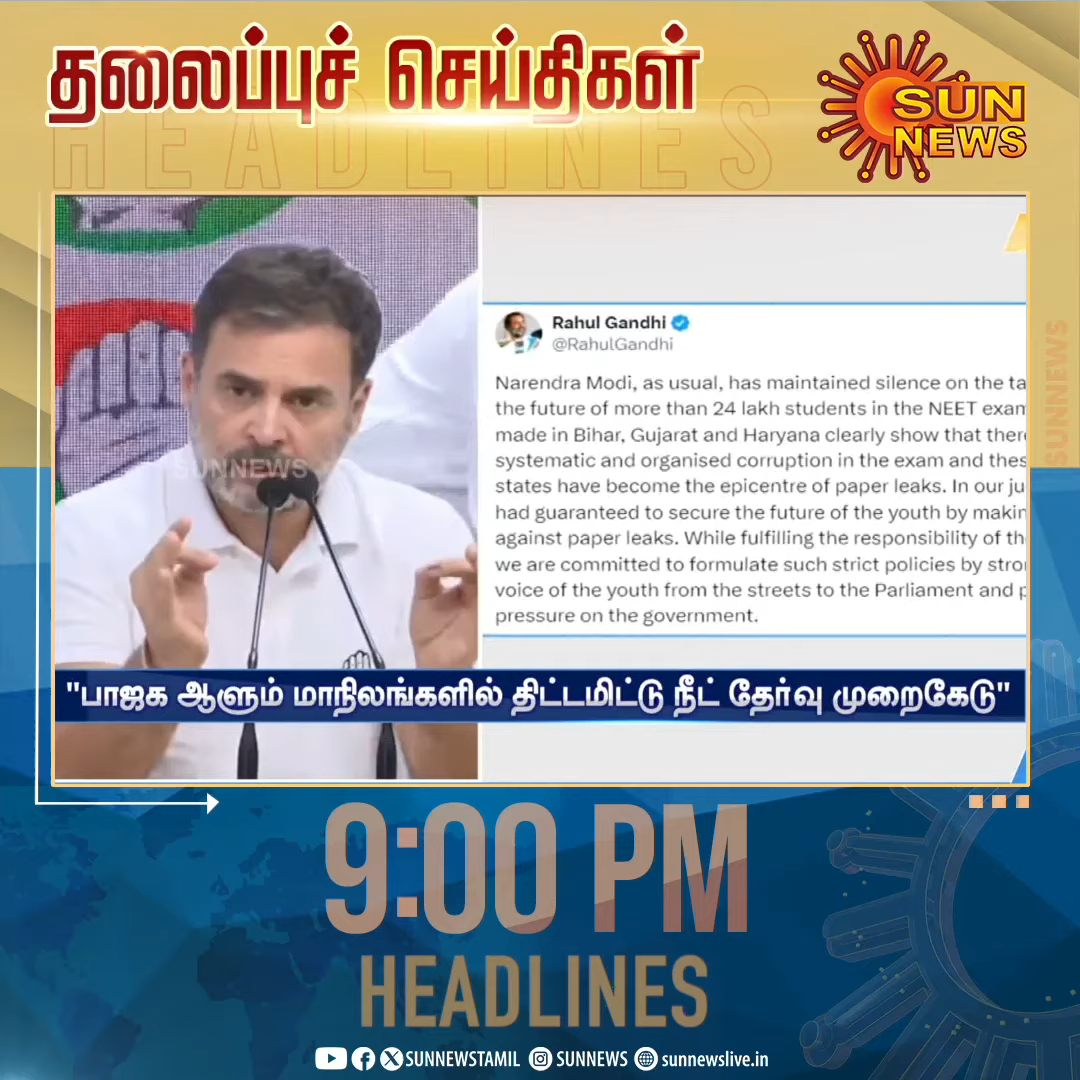 தலைப்புச் செய்திகள்
HEADLINES
SUN
NEWS
SUNNEWS
SUNNEWS
Rahul Gandhi
@RahulGandhi
Narendra Modi, as usual, has maintained silence on the ta
the future of more than 24 lakh students in the NEET exam
made in Bihar, Gujarat and Haryana clearly show that ther
systematic and organised corruption in the exam and thes
states have become the epicentre of paper leaks. In our ju
had guaranteed to secure the future of the youth by makin
against paper leaks. While fulfilling the responsibility of th
we are committed to formulate such strict policies by stro
voice of the youth from the streets to the Parliament and p
pressure on the government.
"பாஜக ஆளும் மாநிலங்களில் திட்டமிட்டு நீட் தேர்வு முறைகேடு"
9:00 PM
HEADLINES
SUNNEWSTAMIL SUNNEWS sunnewslive.in